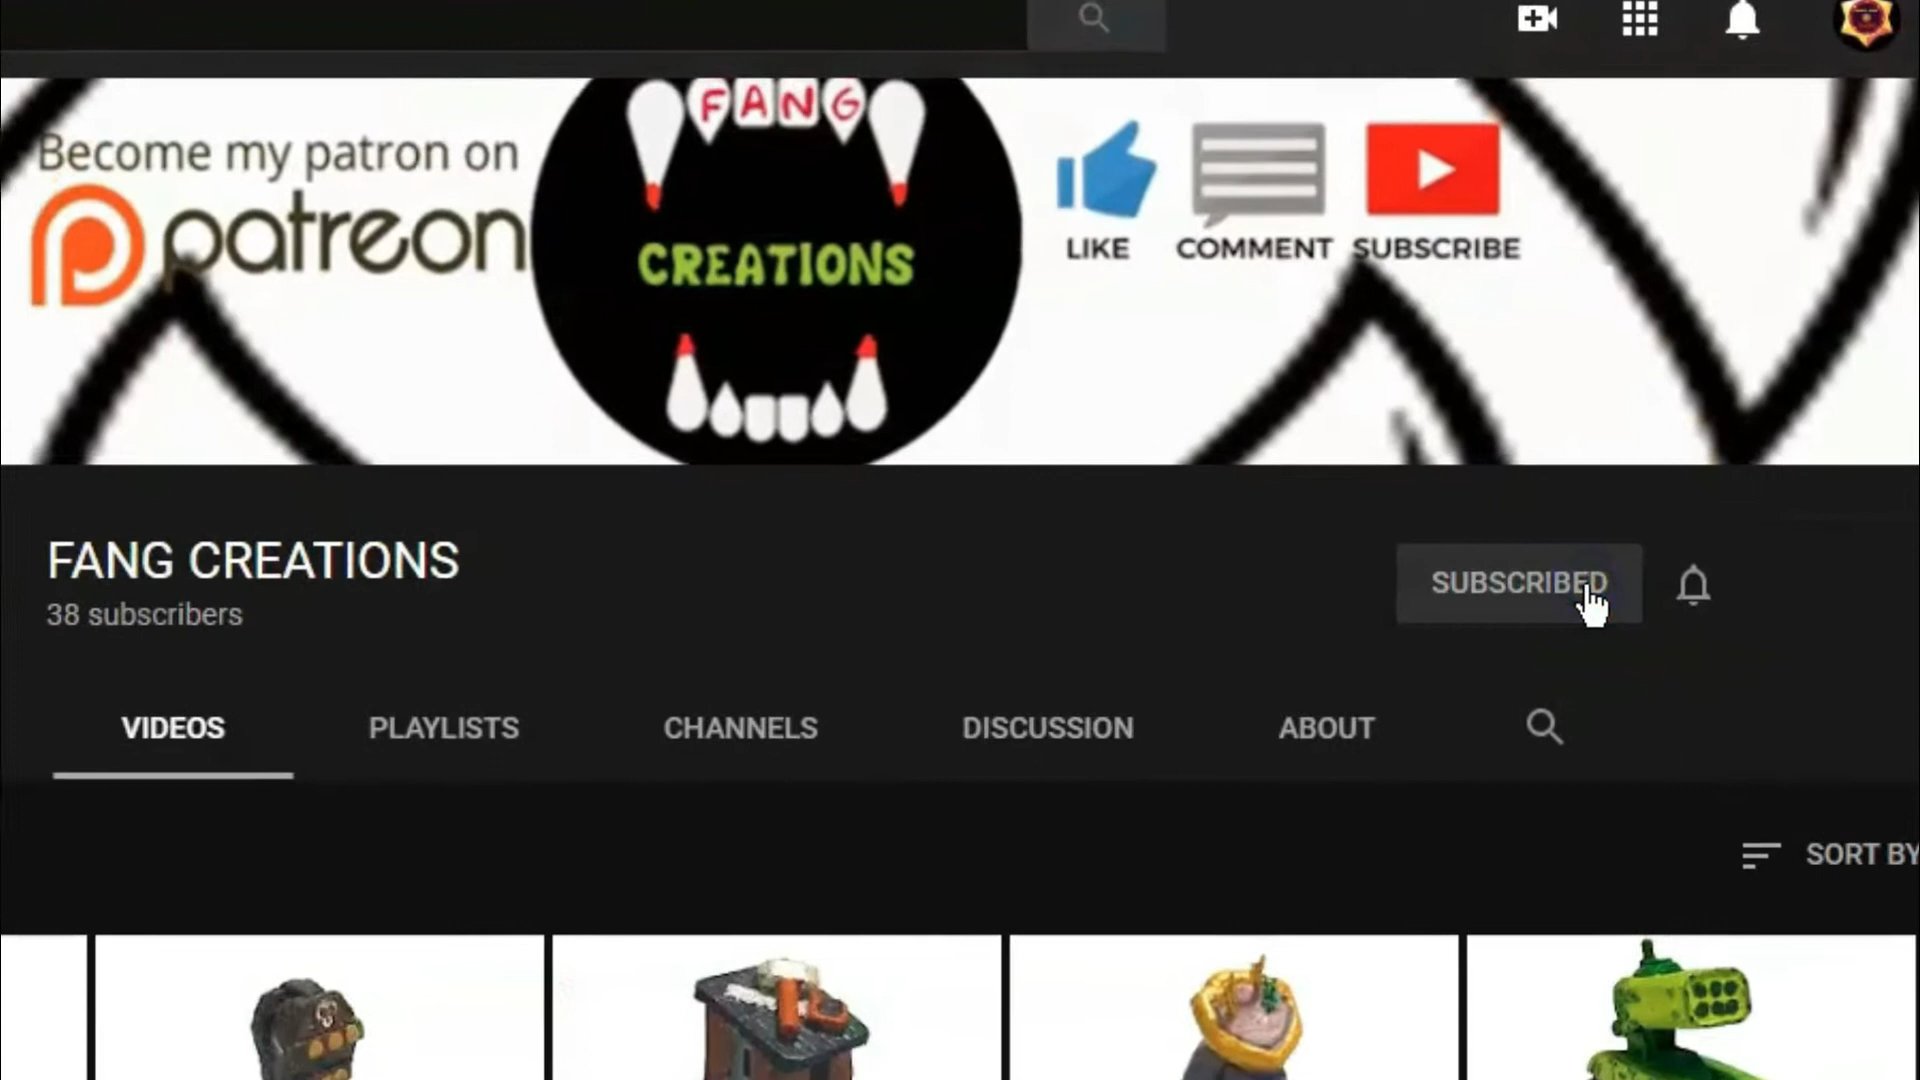 Become my patron on
patreon
FANG
CREATIONS
LIKE
COMMENT
SUBSCRIBE
FANG CREATIONS
38 subscribers
SUBSCRIBED
VIDEOS
PLAYLISTS
CHANNELS
DISCUSSION
ABOUT
SORT BY